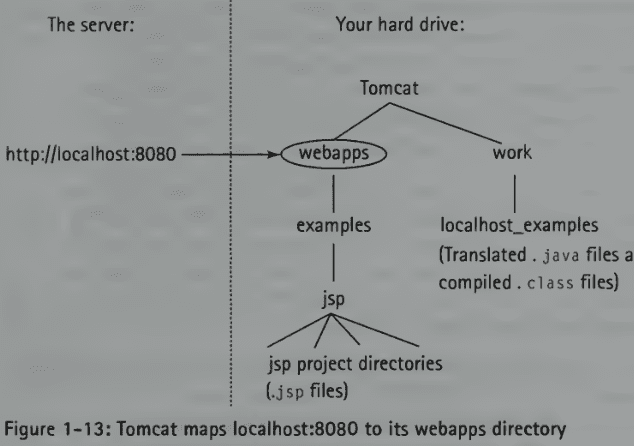 The server:
Your hard drive:
Tomcat
http://localhost:8080
webapps
work
examples
localhost_examples
(Translated .java files
compiled .class files)
jsp
jsp project directories
(.jsp files)
Figure 1-13: Tomcat maps localhost:8080 to its webapps directory